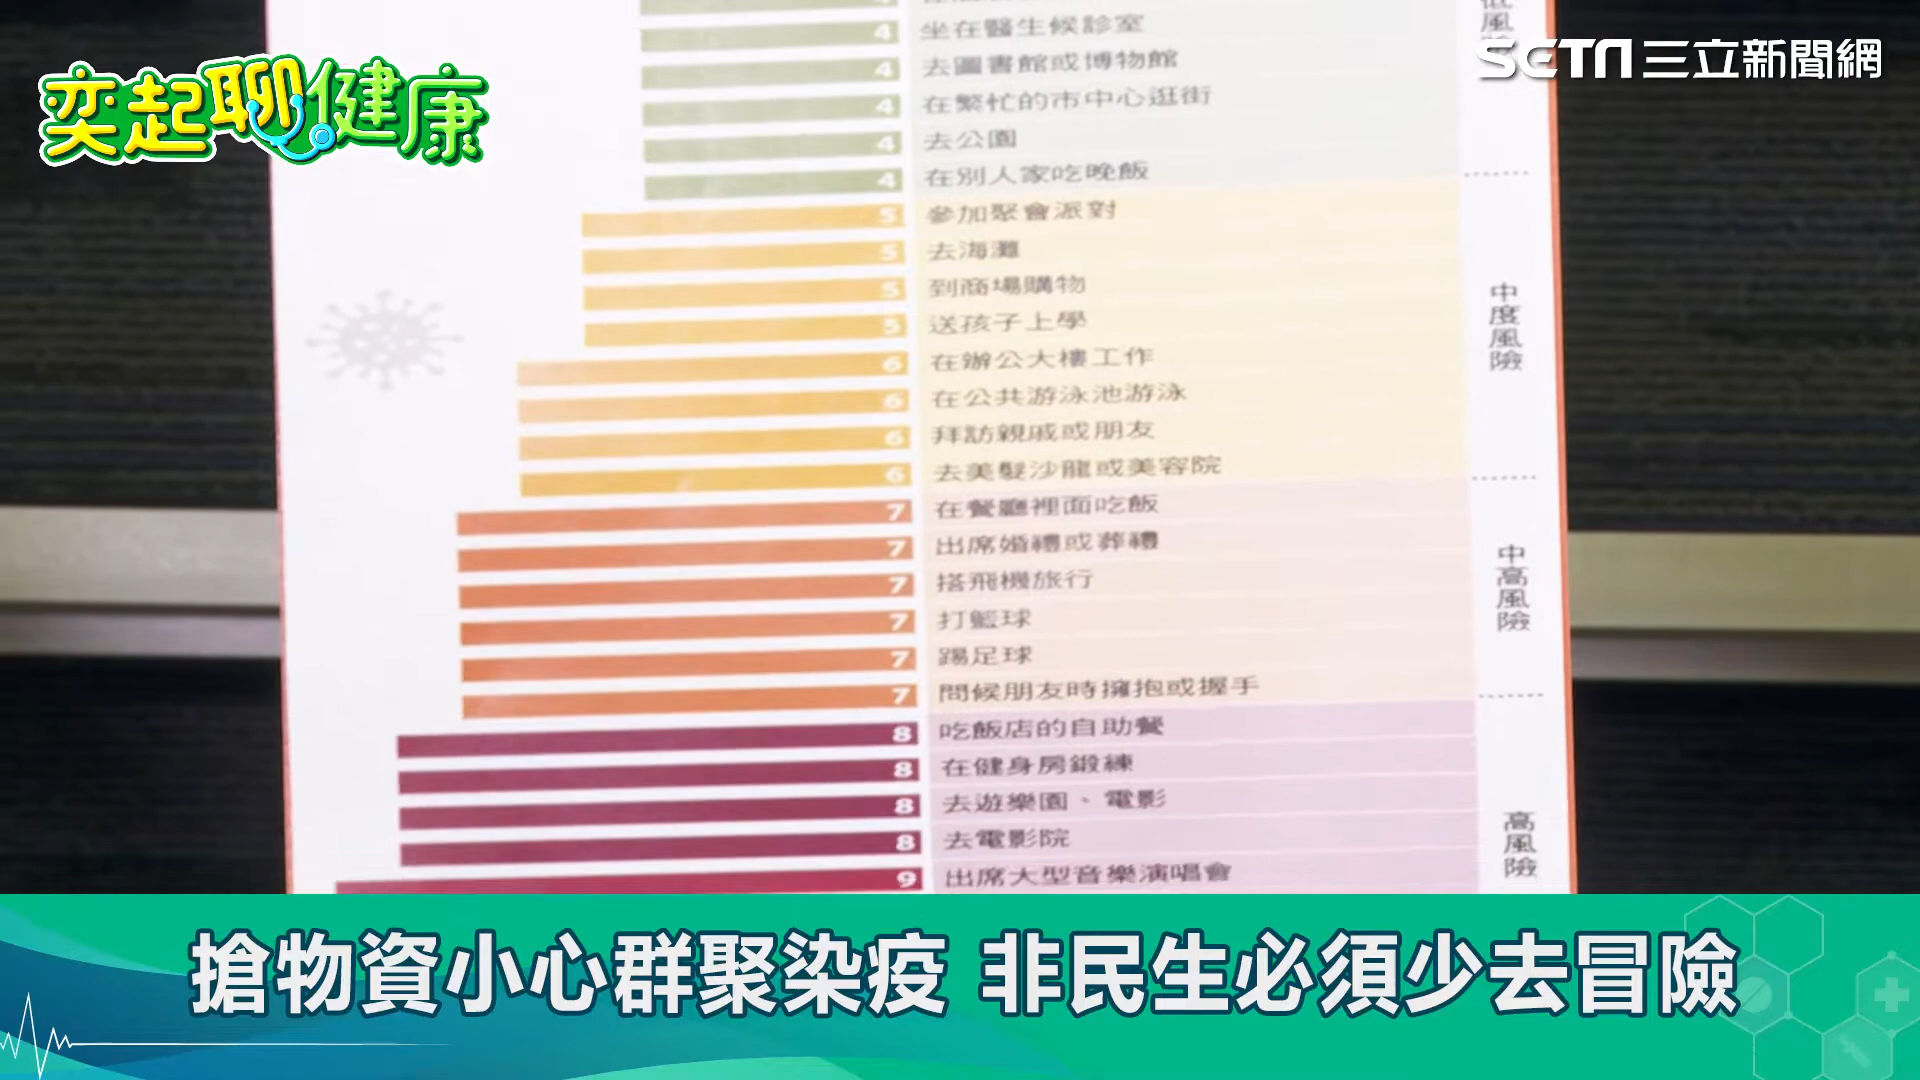 奕起聊健康
SETN三立新聞網
4 坐在醫生候診室
4 去圖書館或博物館
4 在繁忙的市中心逛街
4 去公園
4 在別人家吃晚飯
5 參加聚會派對
5 去海灘
5 到商場購物
5 送孩子上學
6 在辦公大樓工作
6 在公共游泳池游泳
6 拜訪親戚或朋友
6 去美髮沙龍或美容院
中度風險
7 在餐廳裡面吃飯
7 出席婚禮或葬禮
7 搭飛機旅行
7 打籃球
7 踢足球
7 問候朋友時擁抱或握手
中高風險
8 吃飯店的自助餐
8 在健身房鍛練
8 去遊樂園、電影
8 去電影院
9 出席大型音樂演唱會
高風險
搶物資小心群聚染疫 非民生必須少去冒險